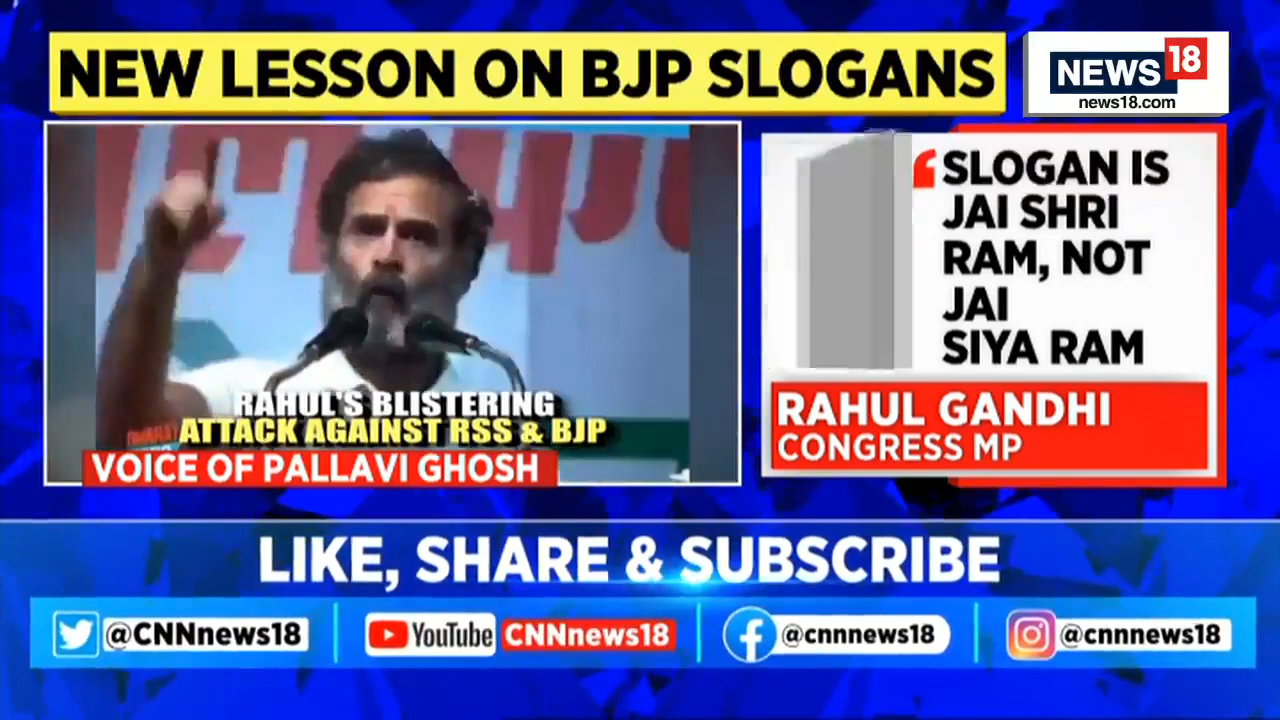 NEW LESSON ON BJP SLOGANS
NEWS18
news18.com
RAHUL'S BLISTERING
ATTACK AGAINST RSS & BJP
VOICE OF PALLAVI GHOSH
‘SLOGAN IS
JAI SHRI
RAM, NOT
JAI
SIYA RAM
RAHUL GANDHI
CONGRESS MP
LIKE, SHARE & SUBSCRIBE
@CNNnews18
YouTube CNNnews18
@cnnnews18
@cnnnews18